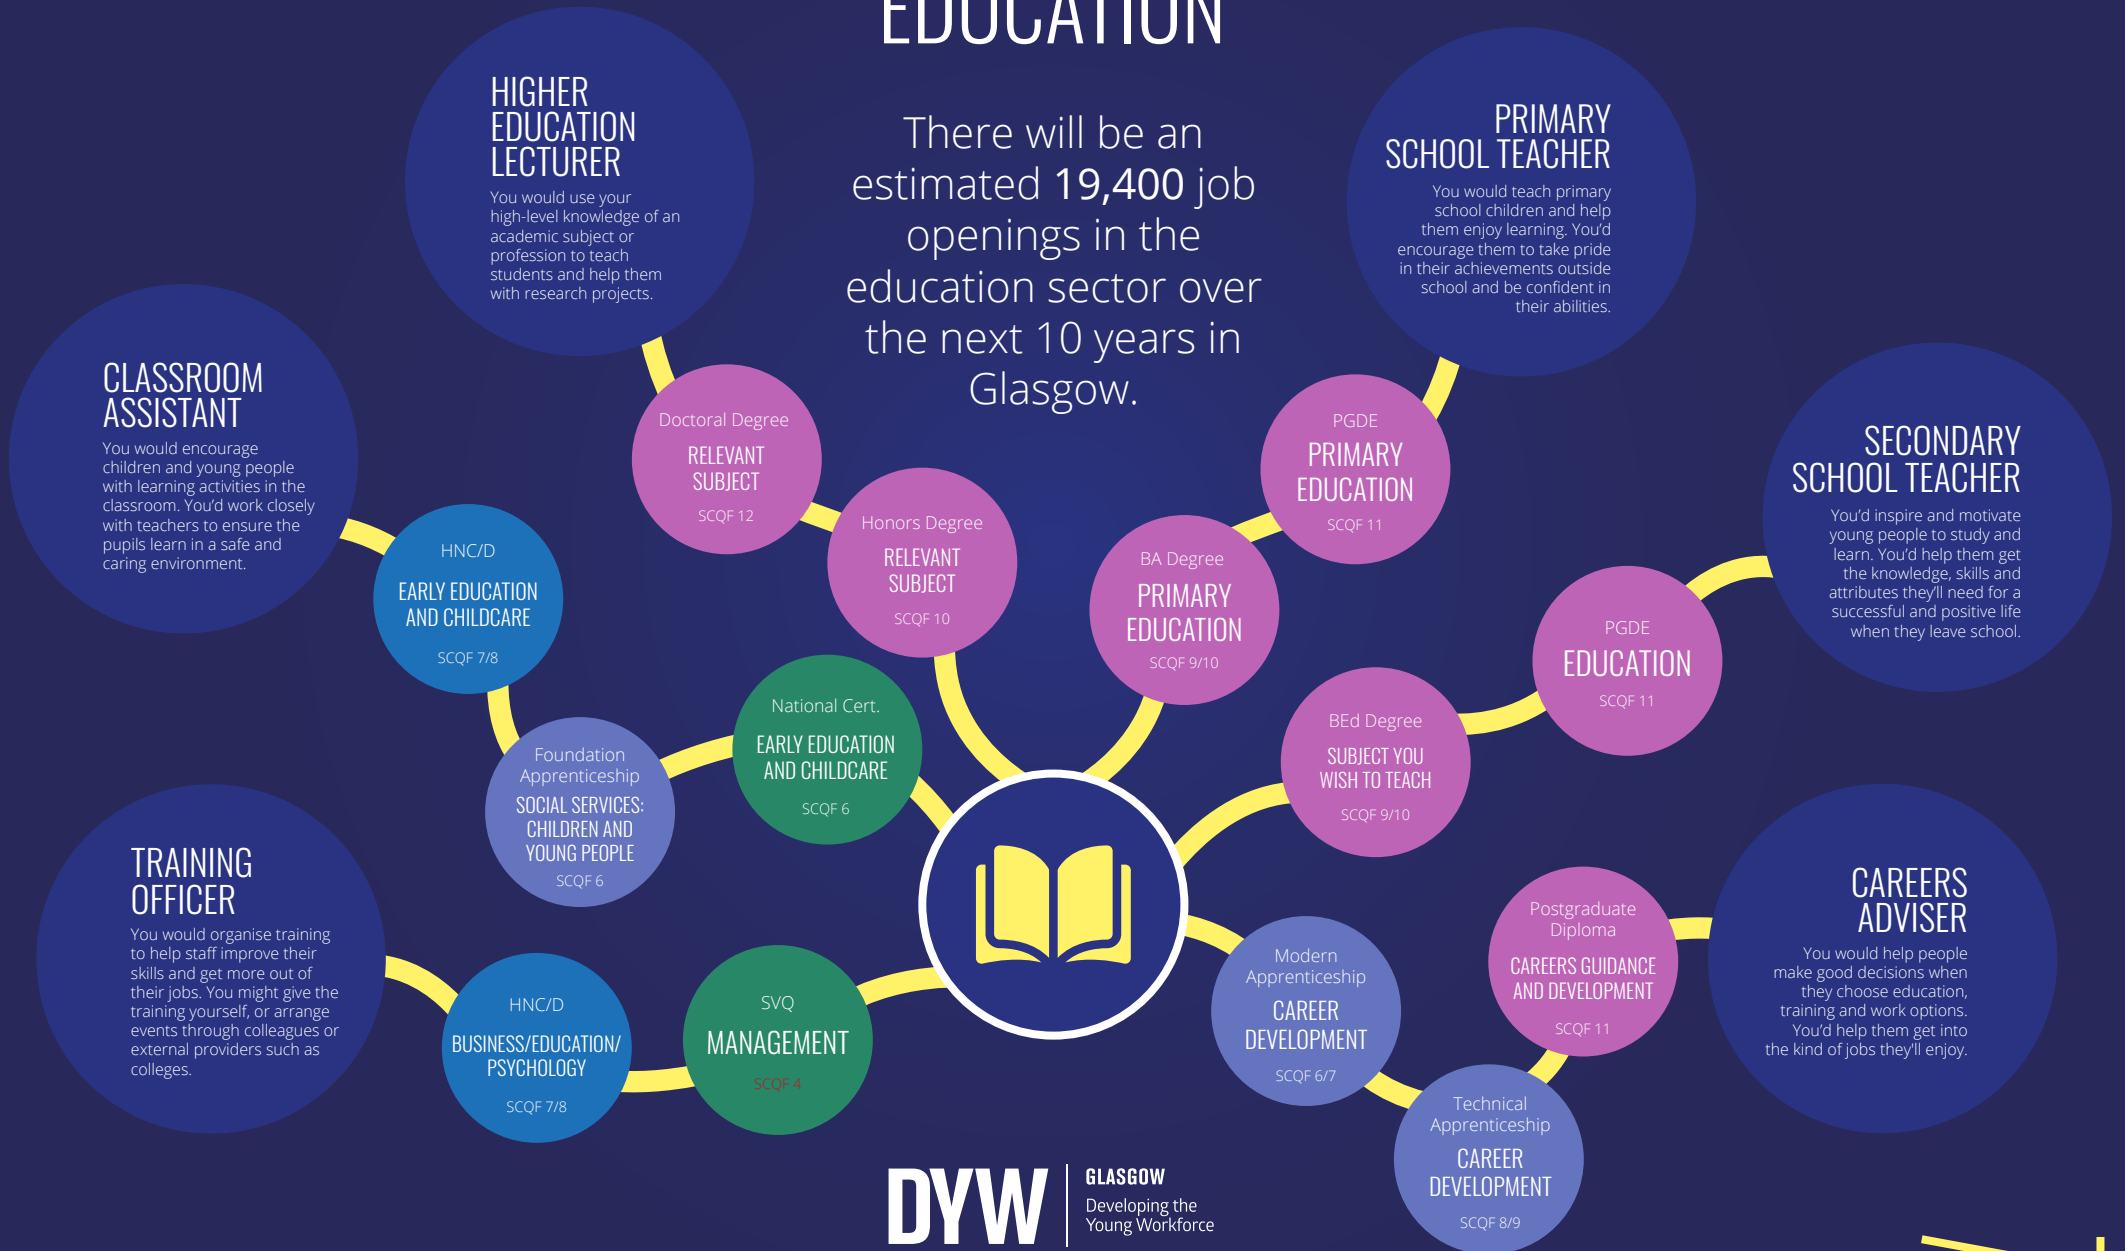 EDUCATION
There will be an
estimated 19,400 job
openings in the
education sector over
the next 10 years in
Glasgow.
HIGHER
EDUCATION
LECTURER
You would use your
high-level knowledge of an
academic subject or
profession to teach
students and help them
with research projects.
Doctoral Degree
RELEVANT
SUBJECT
SCQF 12
Honors Degree
RELEVANT
SUBJECT
SCQF 10
PRIMARY
SCHOOL TEACHER
You would teach primary
school children and help
them enjoy learning. You’d
encourage them to take pride
in their achievements outside
school and be confident in
their abilities.
PGDE
PRIMARY
EDUCATION
SCQF 11
BA Degree
PRIMARY
EDUCATION
SCQF 9/10
CLASSROOM
ASSISTANT
You would encourage
children and young people
with learning activities in the
classroom. You’d work closely
with teachers to ensure the
pupils learn in a safe and
caring environment.
HNC/D
EARLY EDUCATION
AND CHILDCARE
SCQF 7/8
Foundation
Apprenticeship
SOCIAL SERVICES:
CHILDREN AND
YOUNG PEOPLE
SCQF 6
National Cert.
EARLY EDUCATION
AND CHILDCARE
SCQF 6
SECONDARY
SCHOOL TEACHER
You’d inspire and motivate
young people to study and
learn. You’d help them get
the knowledge, skills and
attributes they’ll need for a
successful and positive life
when they leave school.
PGDE
EDUCATION
SCQF 11
BEd Degree
SUBJECT YOU
WISH TO TEACH
SCQF 9/10
TRAINING
OFFICER
You would organise training
to help staff improve their
skills and get more out of
their jobs. You might give the
training yourself, or arrange
events through colleagues or
external providers such as
colleges.
HNC/D
BUSINESS/EDUCATION/
PSYCHOLOGY
SCQF 7/8
SVQ
MANAGEMENT
SCQF 4
CAREERS
ADVISER
You would help people
make good decisions when
they choose education,
training and work options.
You’d help them get into
the kind of jobs they'll enjoy.
Postgraduate
Diploma
CAREERS GUIDANCE
AND DEVELOPMENT
SCQF 11
Modern
Apprenticeship
CAREER
DEVELOPMENT
SCQF 6/7
Technical
Apprenticeship
CAREER
DEVELOPMENT
SCQF 8/9
DYW
GLASGOW
Developing the
Young Workforce